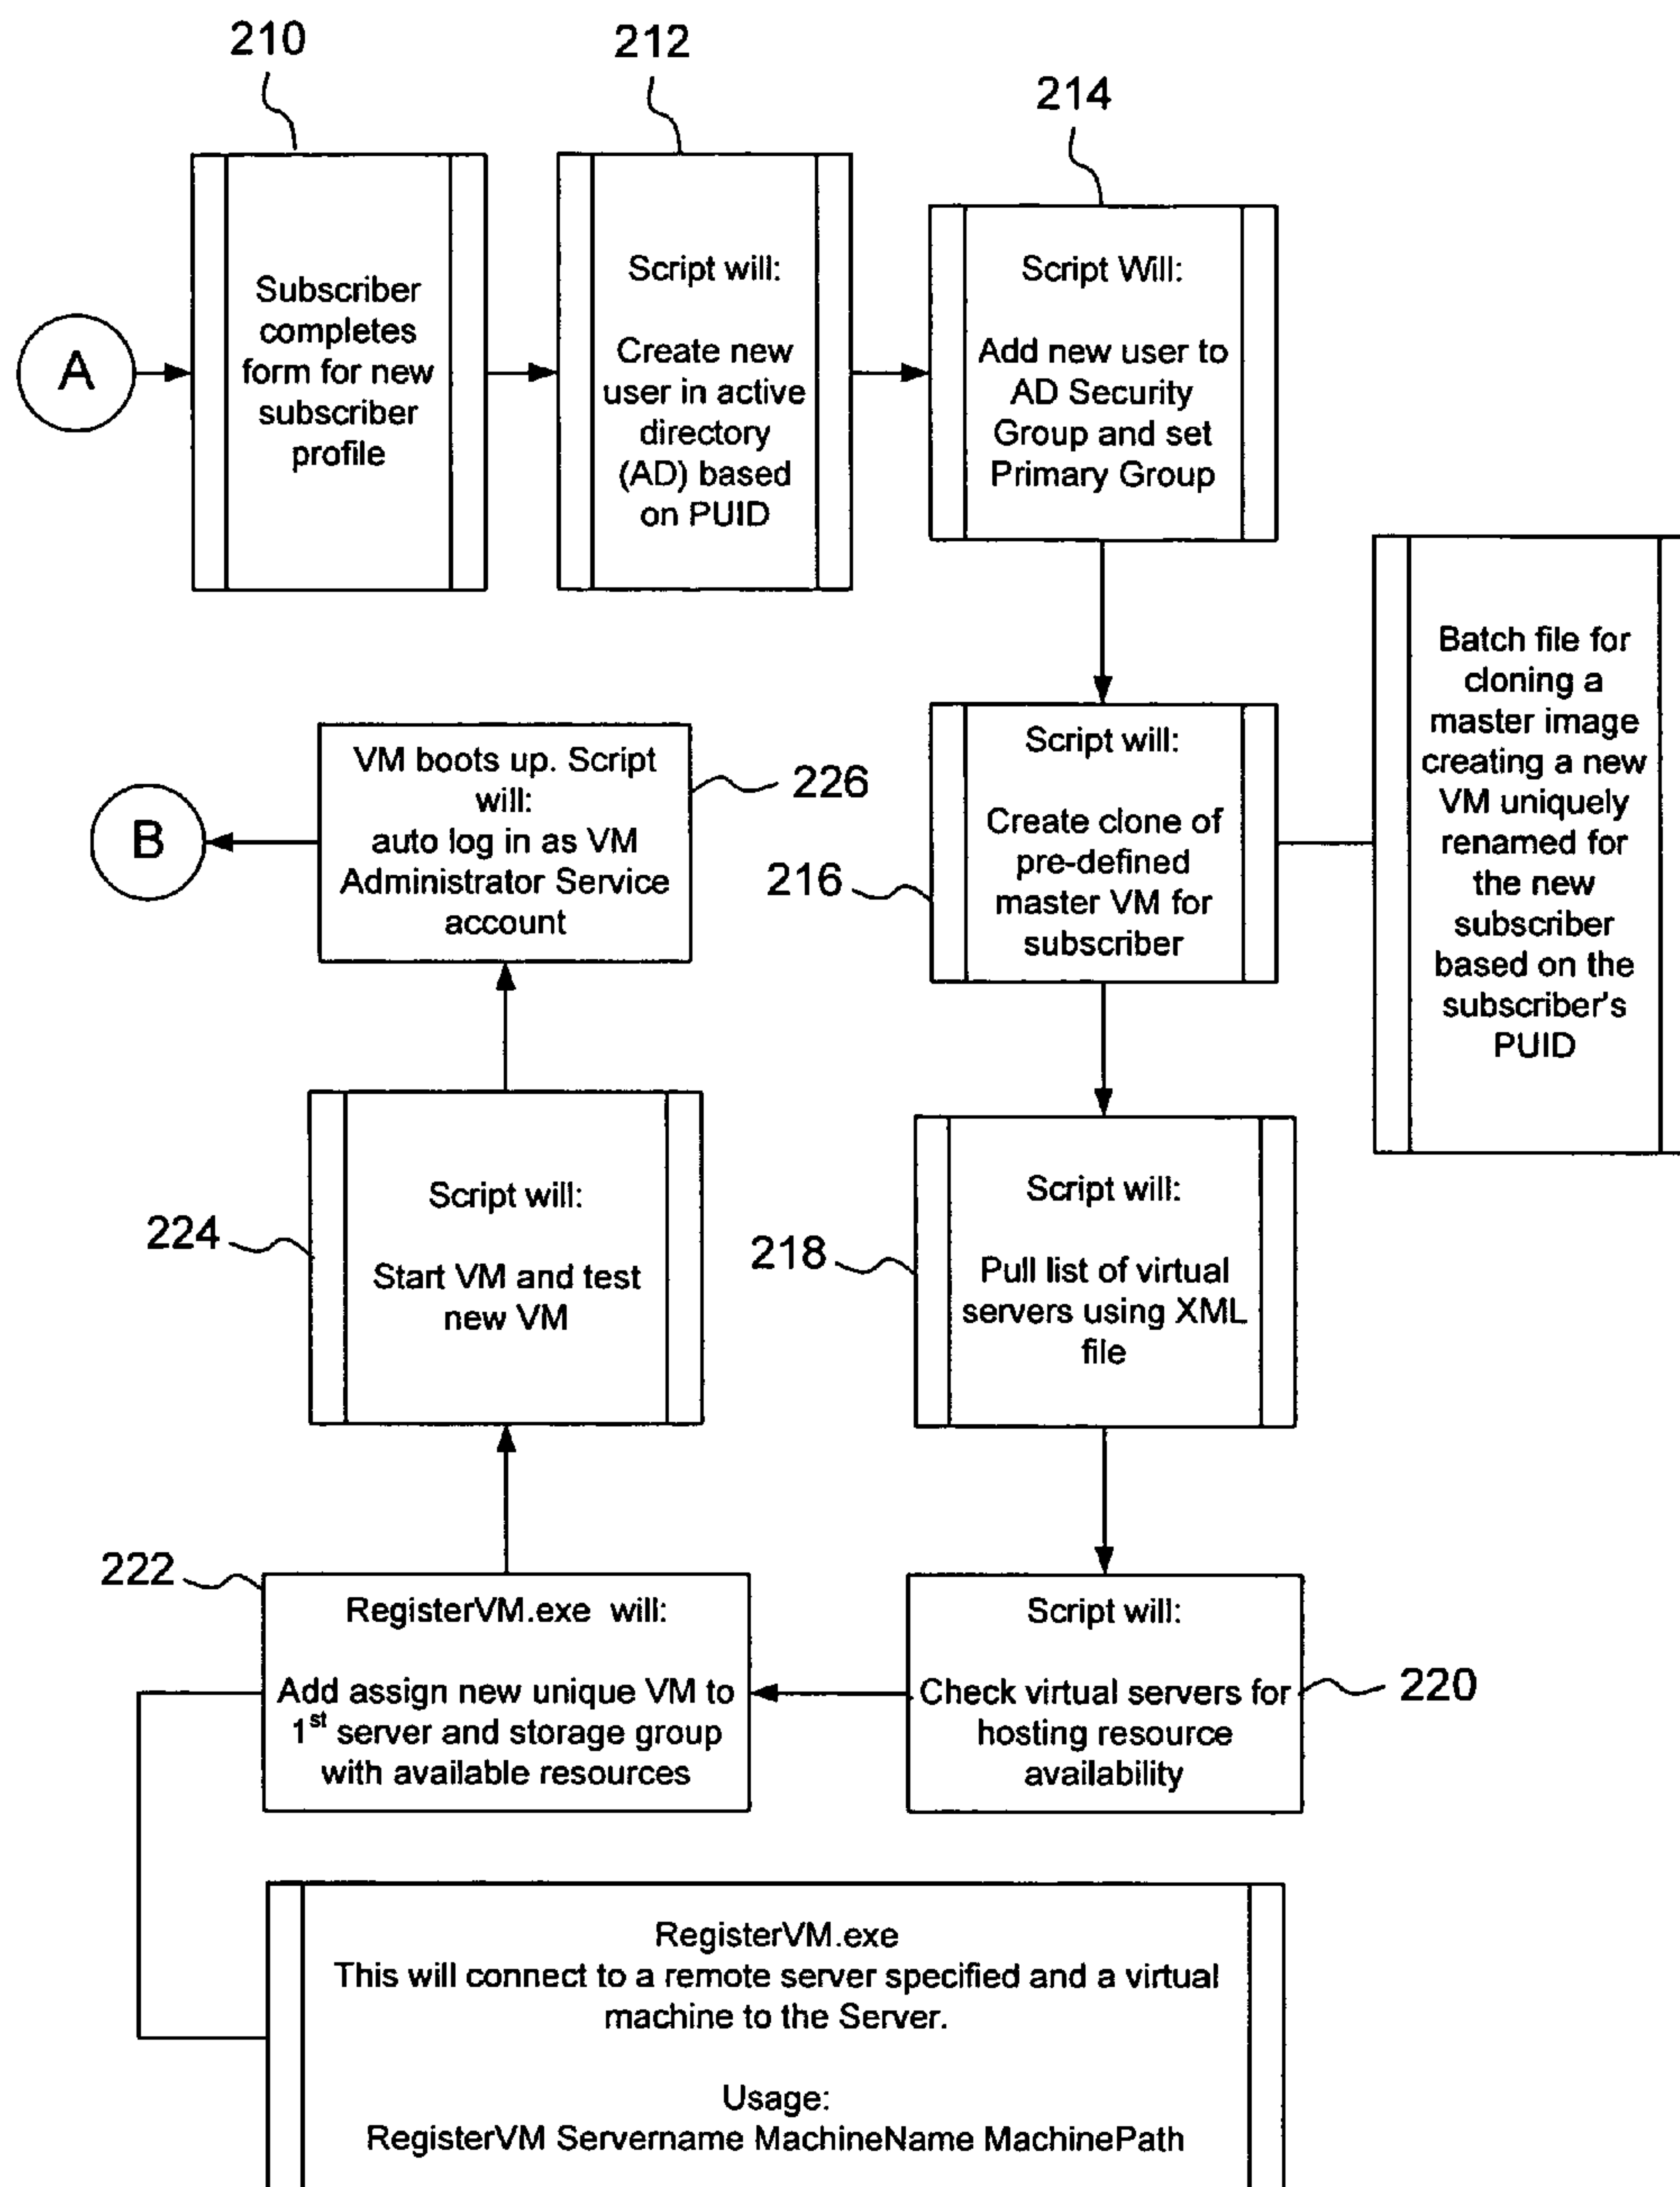 210
212
214
A
Subscriber
completes
form for new
subscriber
profile
Script will:
Create new
user in active
directory
(AD) based
on PUID
Script Will:
Add new user to
AD Security
Group and set
Primary Group
Batch file for
cloning a
master image
creating a new
VM uniquely
renamed for
the new
subscriber
based on the
subscriber's
PUID
Script will:
Create clone of
pre-defined
master VM for
subscriber
216
VM boots up. Script
will:
auto log in as VM
Administrator Service
account
226
B
Script will:
Start VM and test
new VM
224
Script will:
Pull list of virtual
servers using XML
file
218
222
RegisterVM.exe will:
Add assign new unique VM to
1st server and storage group
with available resources
Script will:
Check virtual servers for
hosting resource
availability
220
RegisterVM.exe
This will connect to a remote server specified and a virtual
machine to the Server.
Usage:
RegisterVM Servername MachineName MachinePath